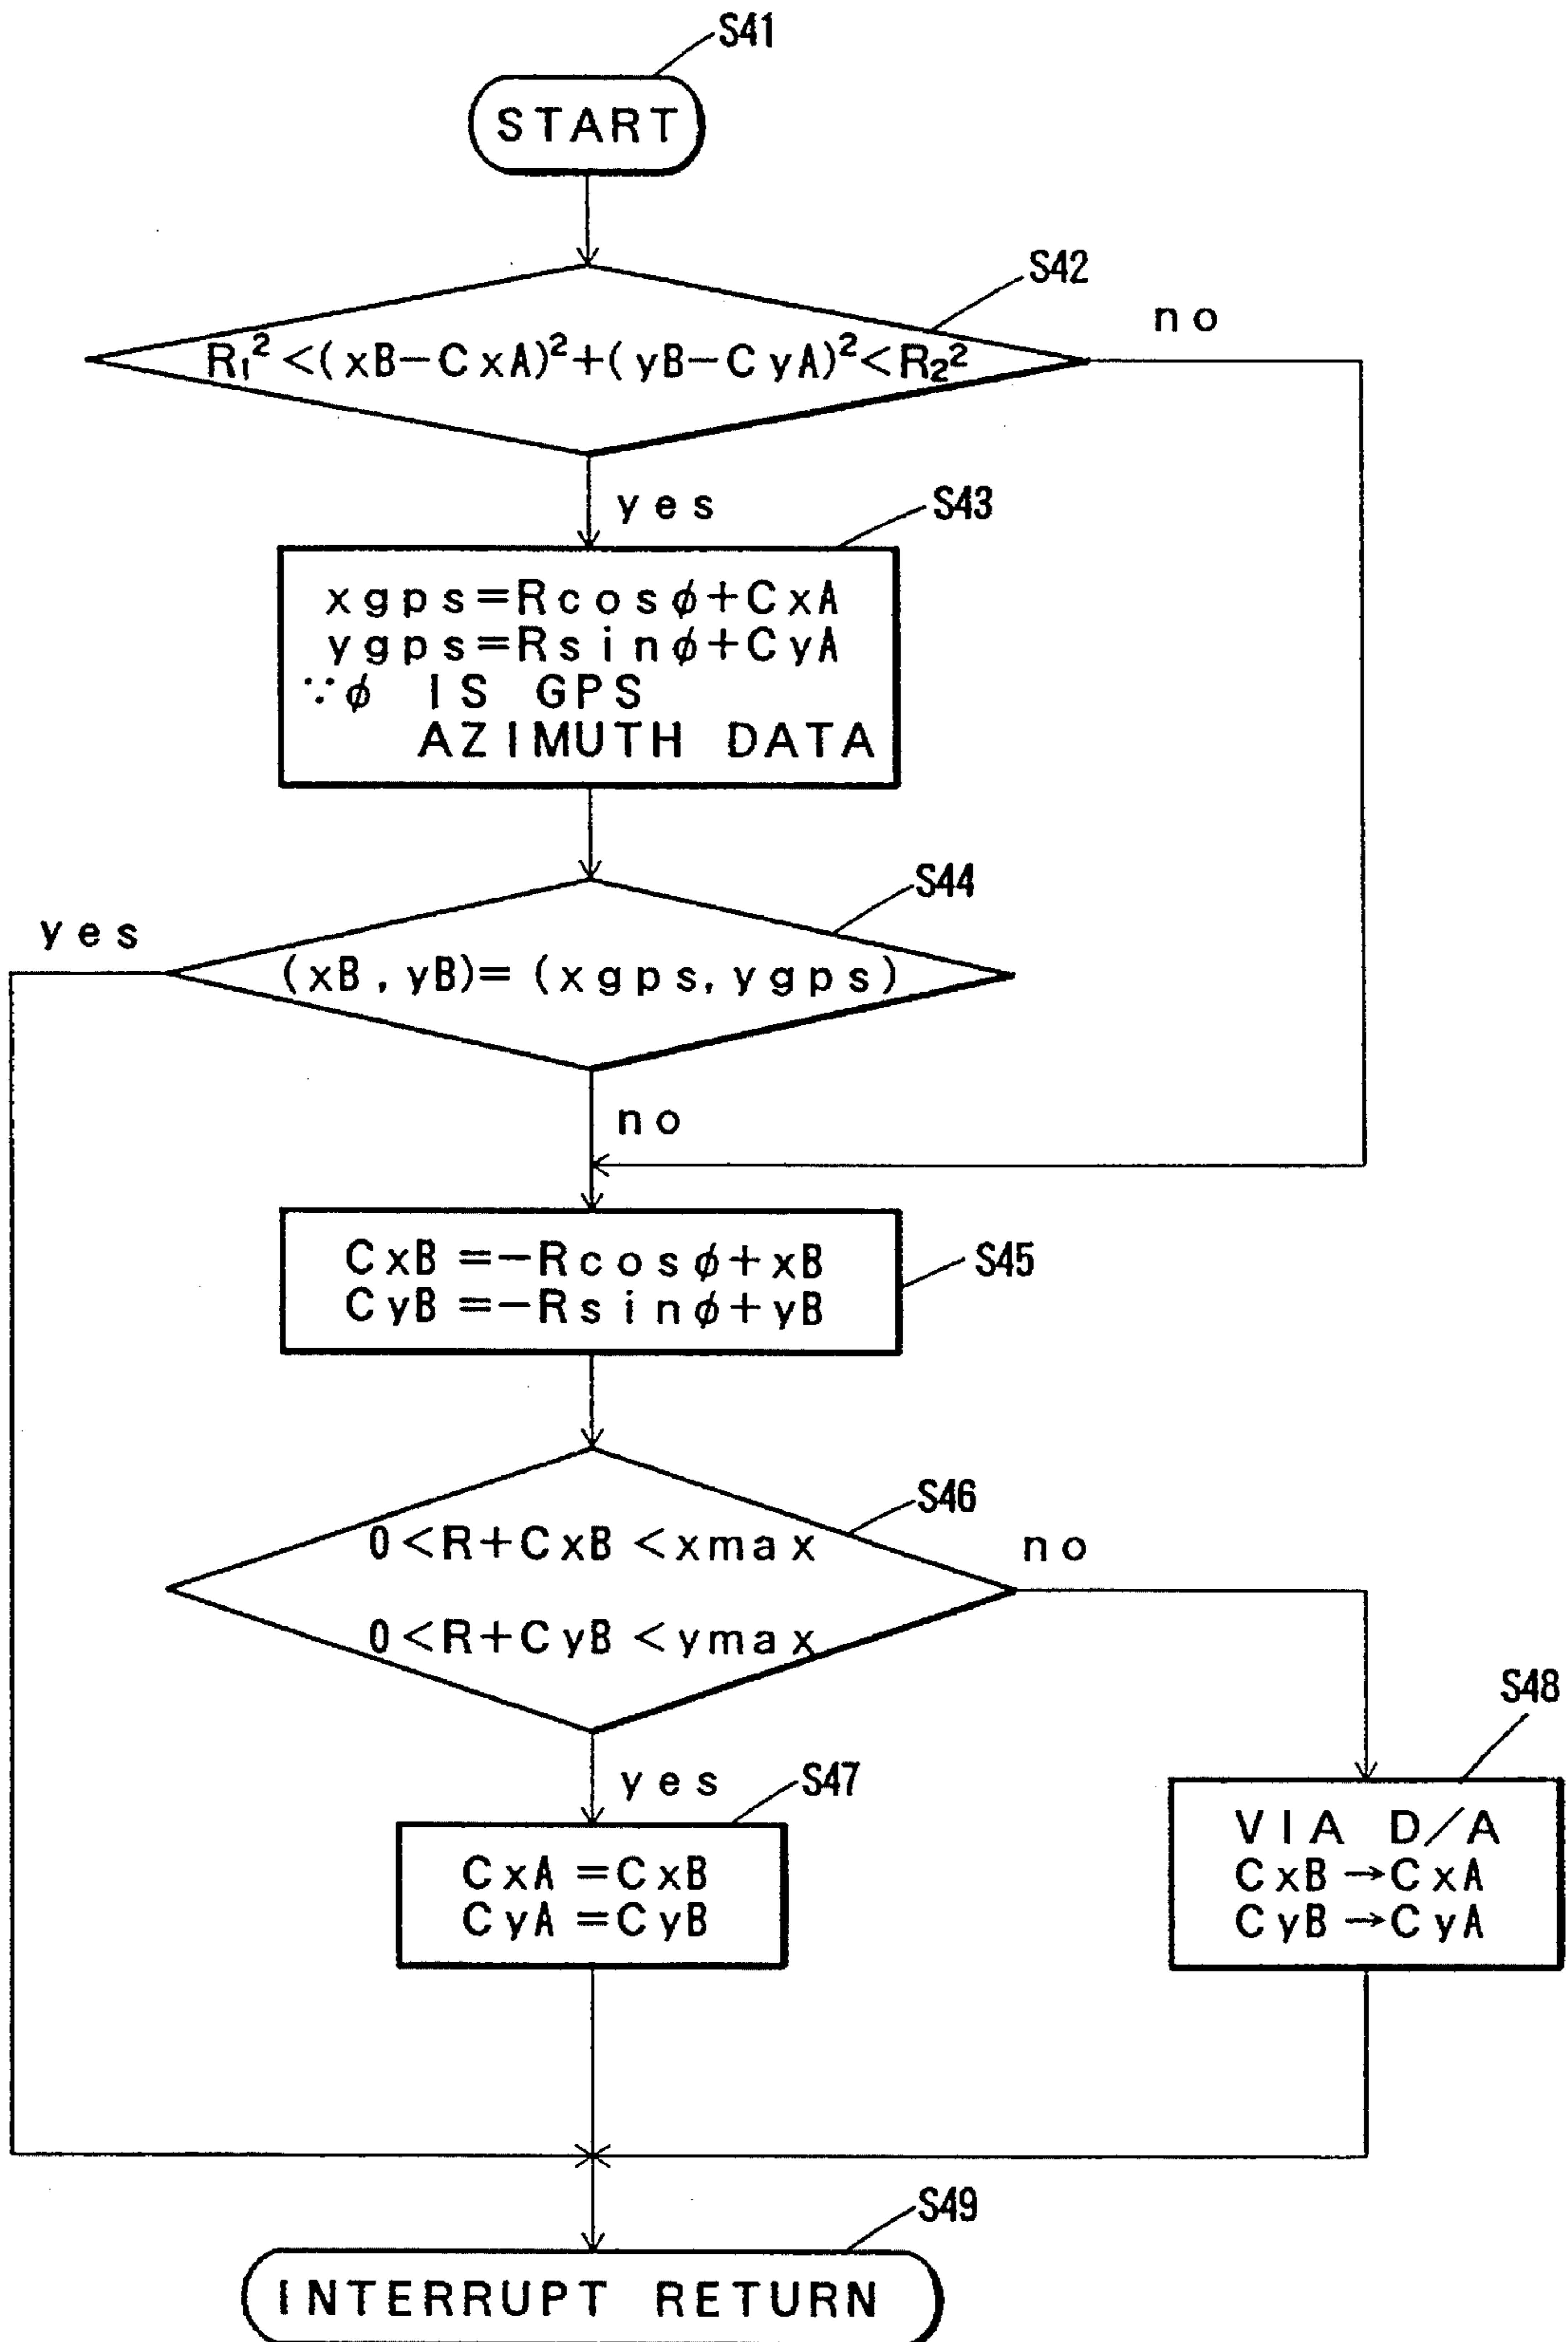 S41
START
S42
no
R₁² <(xB−CxA)²+(yB−CyA)²<R₂²
yes
S43
xgps=Rcosϕ+CxA
ygps=Rsinϕ+CyA
∵ϕ IS GPS
AZIMUTH DATA
S44
yes
(xB,yB)=(xgps,ygps)
no
CxB=−Rcosϕ+xB
CyB=−Rsinϕ+yB
S45
S46
0<R+CxB<xmax
no
0<R+CyB<ymax
S48
yes
S47
CxA=CxB
CyA=CyB
VIA D/A
CxB→CxA
CyB→CyA
S49
INTERRUPT RETURN